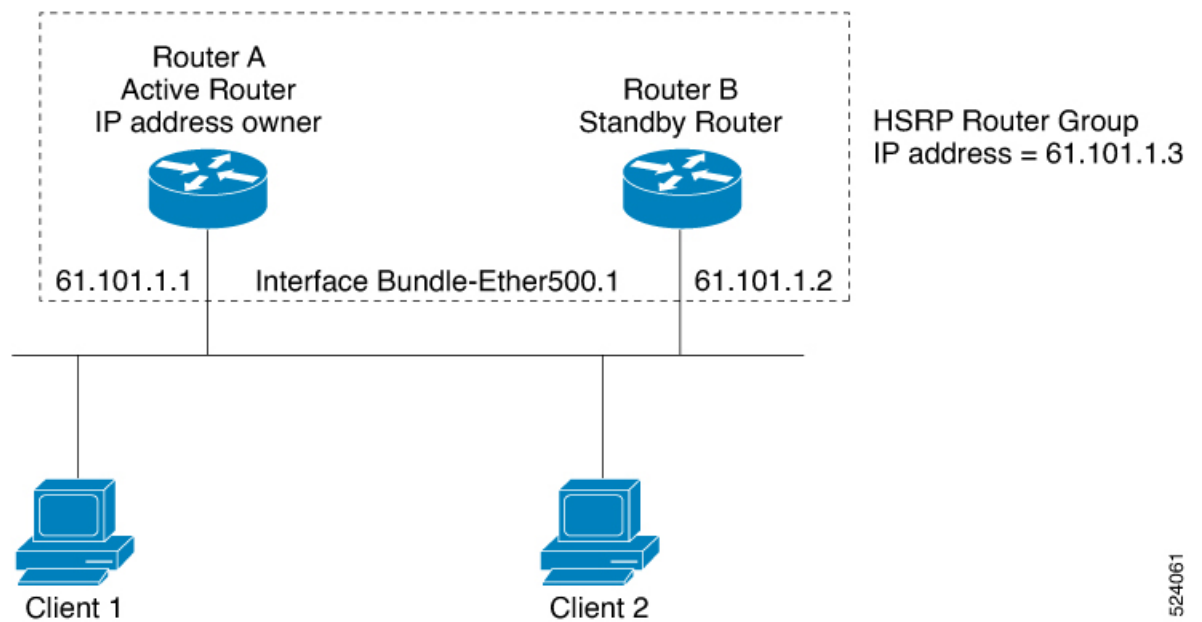 Router A
Active Router
IP address owner
Router B
Standby Router
HSRP Router Group
IP address = 61.101.1.3
61.101.1.1
Interface Bundle-Ether500.1
61.101.1.2
Client 1
Client 2
524061